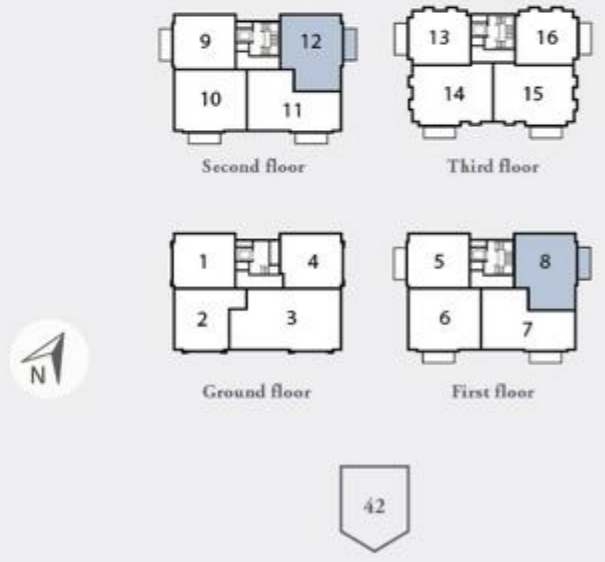 9 12
10 11
Second floor
13 16
14 15
Third floor
1 4
2 3
Ground floor
5 8
6 7
First floor
N
42